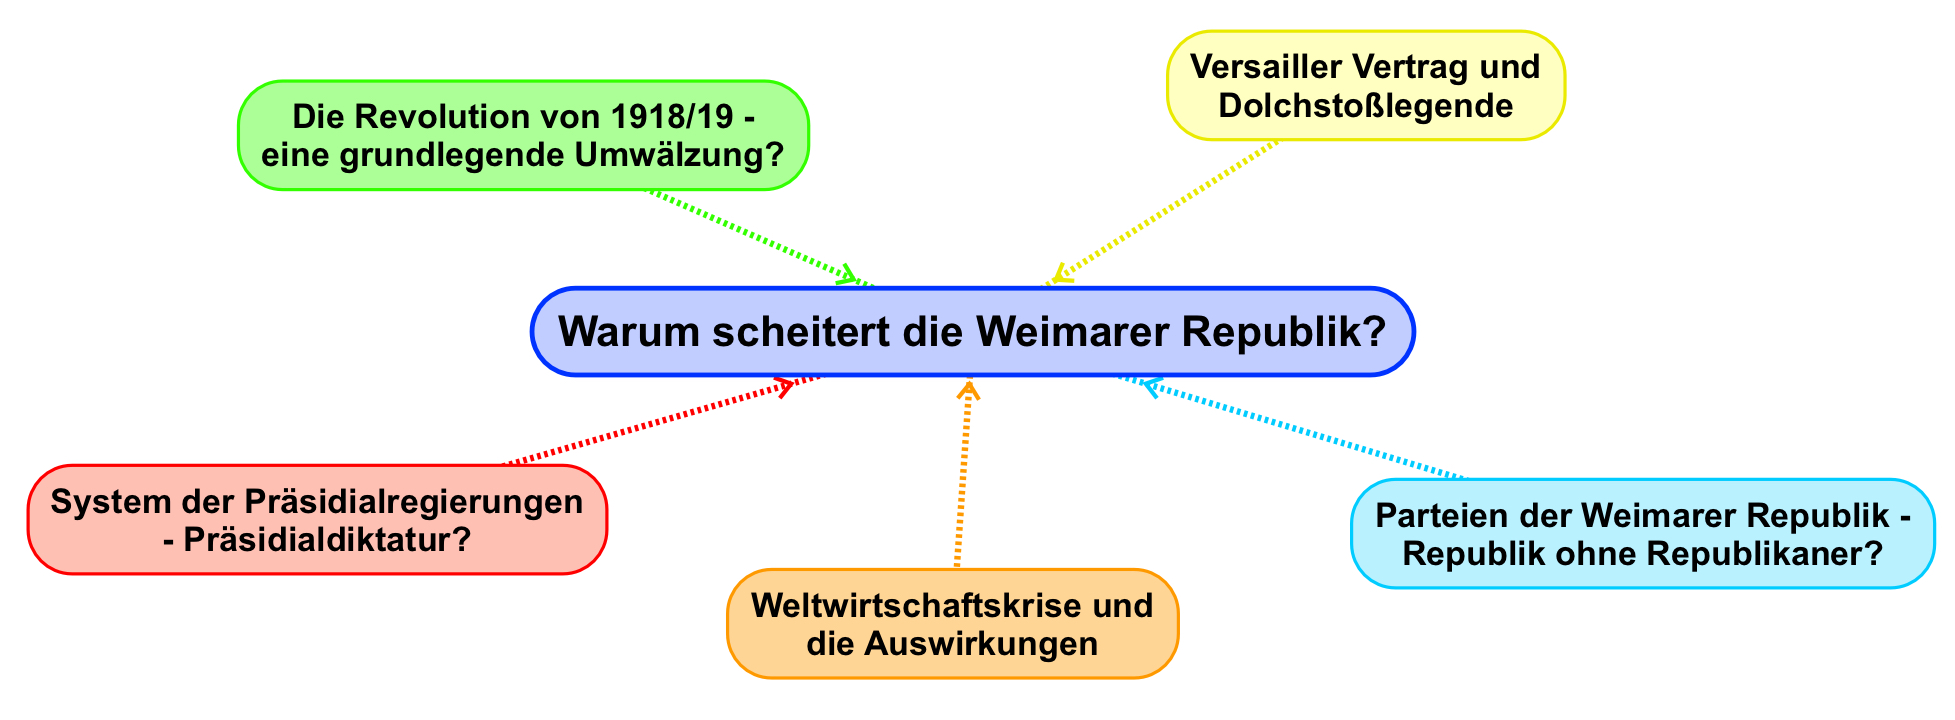 Versailler Vertrag und
Dolchstoßlegende
Die Revolution von 1918/19 -
eine grundlegende Umwälzung?
Warum scheitert die Weimarer Republik?
System der Präsidialregierungen
- Präsidialdiktatur?
Parteien der Weimarer Republik -
Republik ohne Republikaner?
Weltwirtschaftskrise und
die Auswirkungen